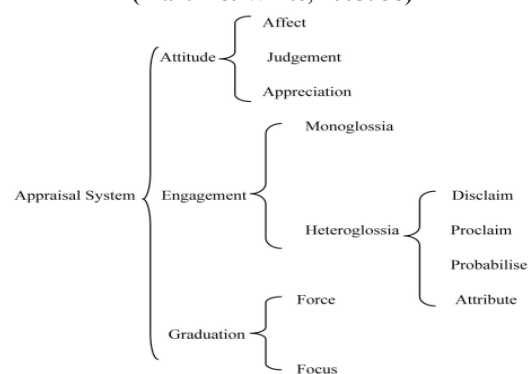 Affect
Attitude
Judgement
Appreciation
Monoglossia
Appraisal System
Engagement
Disclaim
Heteroglossia
Proclaim
Probabilise
Attribute
Force
Graduation
Focus